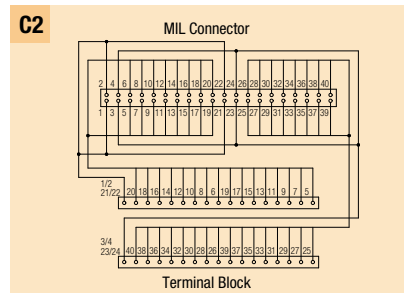 C2
MIL Connector
2 4 6 8 10 12 14 16 18 20 22 24 26 28 30 32 34 36 38 40
1 3 5 7 9 11 13 15 17 19 21 23 25 27 29 31 33 35 37 39
1/2
21/22 20 18 16 14 12 10 8 6 19 17 15 13 11 9 7 5
3/4
23/24 40 38 36 34 32 30 28 26 39 37 35 33 31 29 27 25
Terminal Block